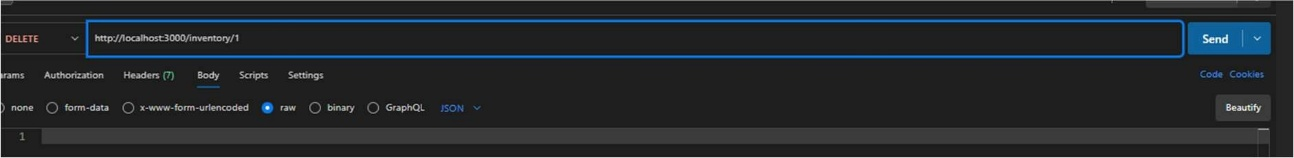 DELETE http://localhost:3000/inventory/1 Send
arams Authorization Headers (7) Body Scripts Settings Code Cookies
none form-data x-www-form-urlencoded raw binary GraphQL JSON Beautify
1